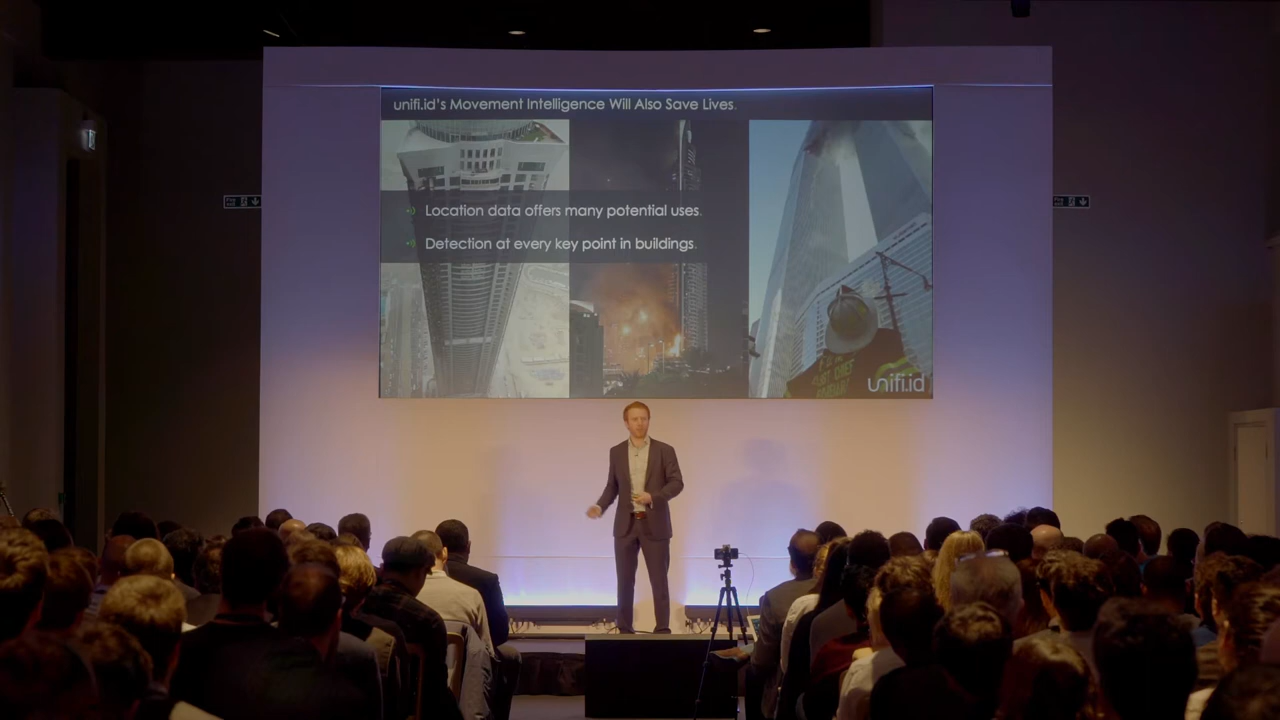 unifi.id's Movement Intelligence Will Also Save Lives.
Location data offers many potential uses.
Detection at every key point in buildings.
unifi.id